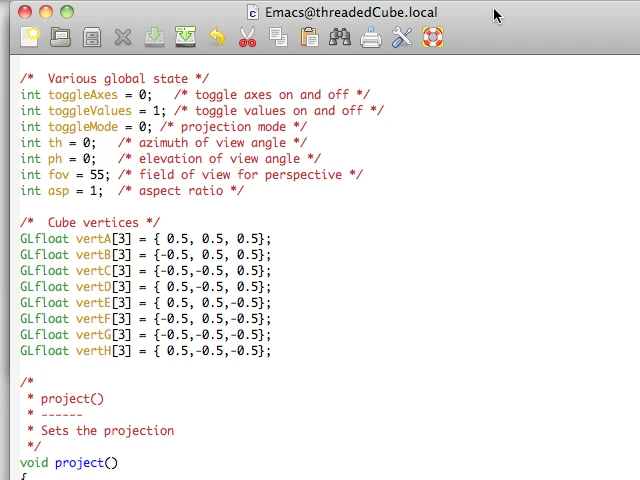 Emacs@threadedCube.local
/*  Various global state */
int toggleAxes = 0;   /* toggle axes on and off */
int toggleValues = 1; /* toggle values on and off */
int toggleMode = 0; /* projection mode */
int th = 0;   /* azimuth of view angle */
int ph = 0;   /* elevation of view angle */
int fov = 55; /* field of view for perspective */
int asp = 1;  /* aspect ratio */
/*  Cube vertices */
GLfloat vertA[3] = { 0.5, 0.5, 0.5};
GLfloat vertB[3] = {-0.5, 0.5, 0.5};
GLfloat vertC[3] = {-0.5,-0.5, 0.5};
GLfloat vertD[3] = { 0.5,-0.5, 0.5};
GLfloat vertE[3] = { 0.5, 0.5,-0.5};
GLfloat vertF[3] = {-0.5, 0.5,-0.5};
GLfloat vertG[3] = {-0.5,-0.5,-0.5};
GLfloat vertH[3] = { 0.5,-0.5,-0.5};
/*
 * project()
 * ------
 * Sets the projection
 */
void project()
{